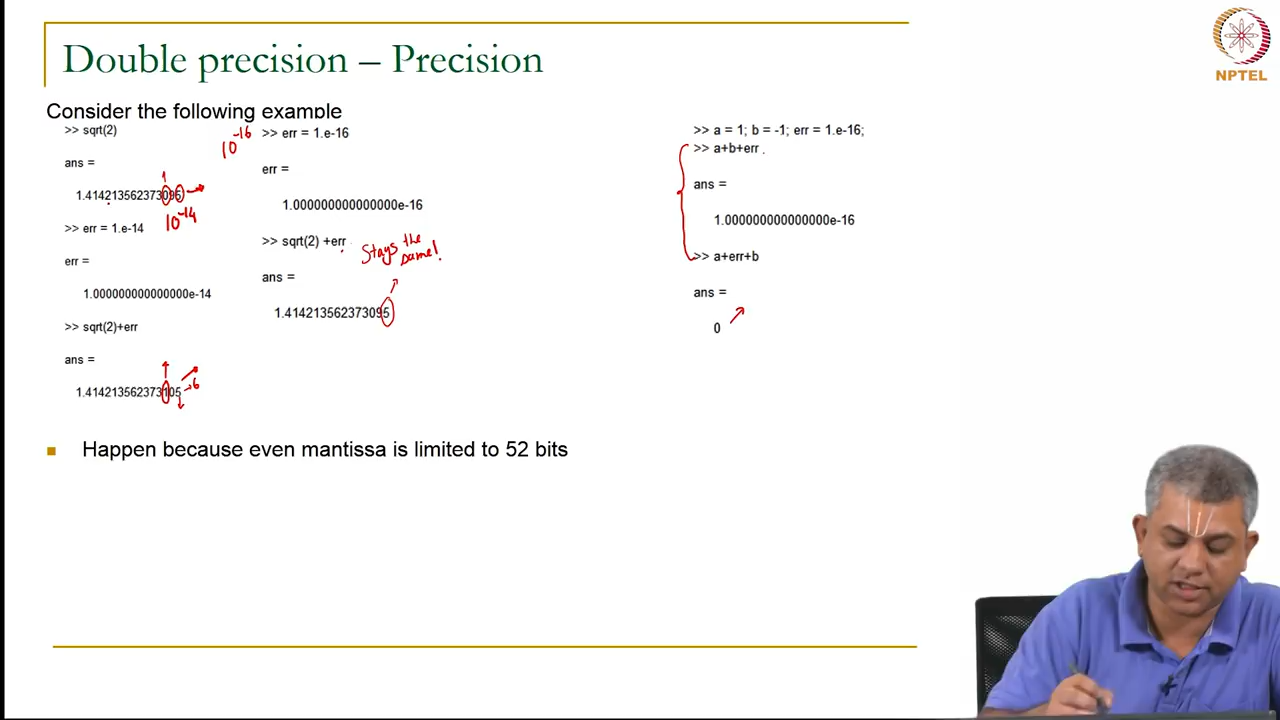 Double precision – Precision
NPTEL
Consider the following example
>> sqrt(2)
ans =
1.414213562373095
10^-14
>> err = 1.e-14
err =
1.000000000000000e-14
>> sqrt(2)+err
ans =
1.414213562373105
10^-16
>> err = 1.e-16
err =
1.000000000000000e-16
>> sqrt(2) +err
Stays the
same!
ans =
1.414213562373095
>> a = 1; b = -1; err = 1.e-16;
>> a+b+err
ans =
1.000000000000000e-16
>> a+err+b
ans =
0
Happen because even mantissa is limited to 52 bits